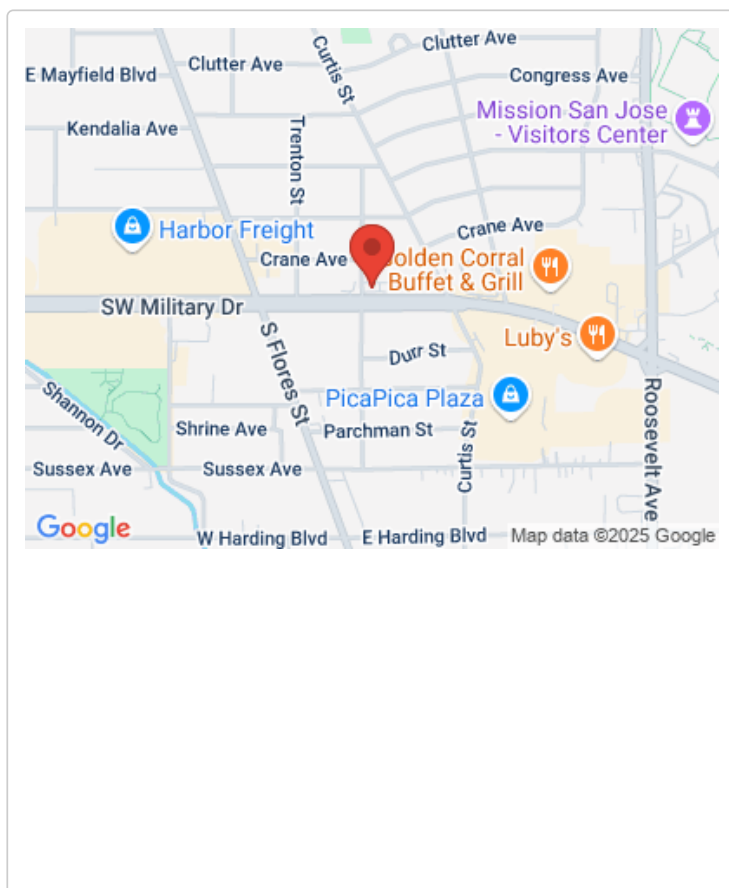 Clutter Ave
E Mayfield Blvd
Clutter Ave
Curtis St
Congress Ave
Mission San Jose
- Visitors Center
Kendalia Ave
Trenton St
Harbor Freight
Crane Ave
Crane Ave
olden Corral
Buffet & Grill
SW Military Dr
S Flores St
Luby's
Durr St
PicaPica Plaza
Shannon Dr
Shrine Ave
Parchman St
Curtis St
Roosevelt Ave
Sussex Ave
Sussex Ave
Google
W Harding Blvd
E Harding Blvd
Map data ©2025 Google